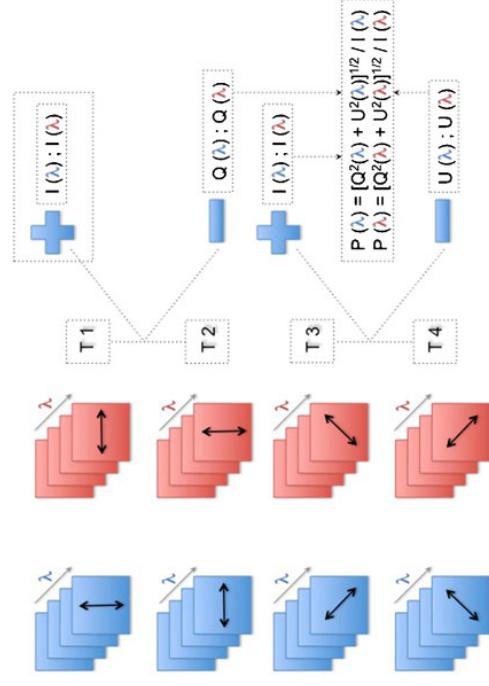 λ
λ
λ
λ
λ
λ
λ
λ
T 4
T 3
T 2
T 1
U (λ) ; U (λ)
P (λ) = [Q²(λ) + U²(λ)]¹/² / I (λ)
P (λ) = [Q²(λ) + U²(λ)]¹/² / I (λ)
I (λ) ; I (λ)
Q (λ) ; Q (λ)
I (λ) ; I (λ)